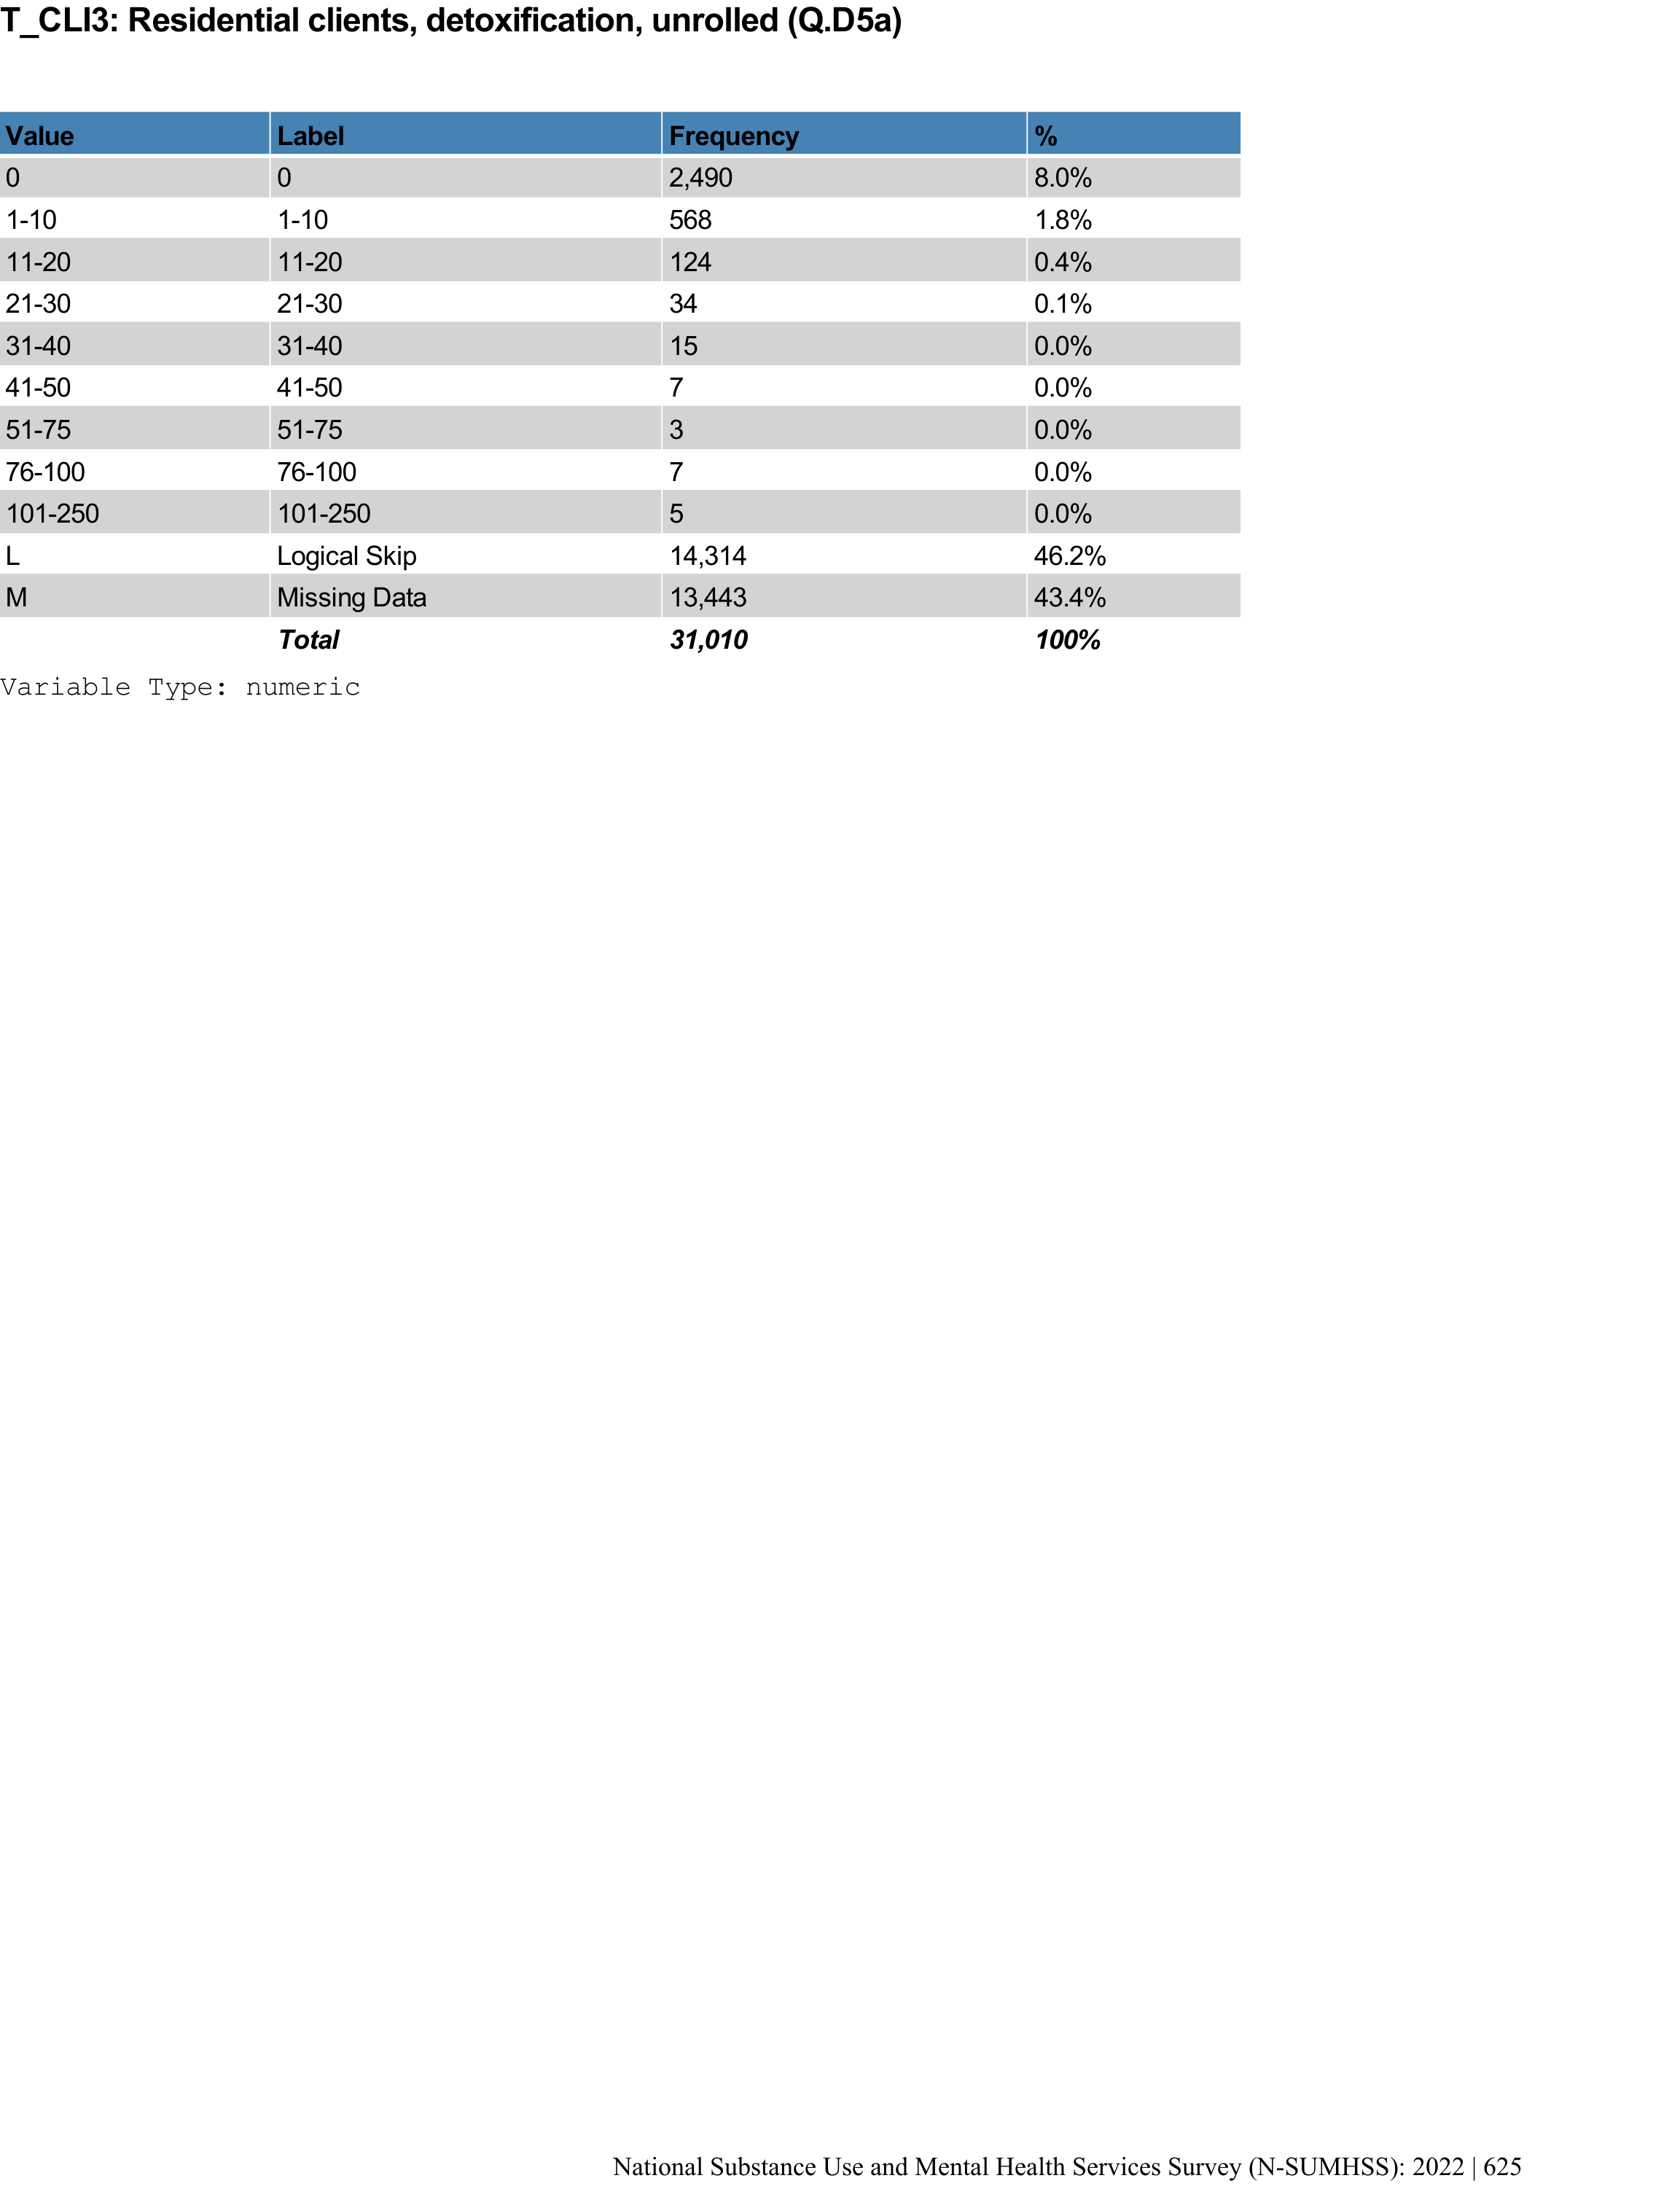 T_CLI3: Residential clients, detoxification, unrolled (Q.D5a)
Value Label Frequency %
0 0 2,490 8.0%
1-10 1-10 568 1.8%
11-20 11-20 124 0.4%
21-30 21-30 34 0.1%
31-40 31-40 15 0.0%
41-50 41-50 7 0.0%
51-75 51-75 3 0.0%
76-100 76-100 7 0.0%
101-250 101-250 5 0.0%
L Logical Skip 14,314 46.2%
M Missing Data 13,443 43.4%
Total 31,010 100%
Variable Type: numeric
National Substance Use and Mental Health Services Survey (N-SUMHSS): 2022 | 625